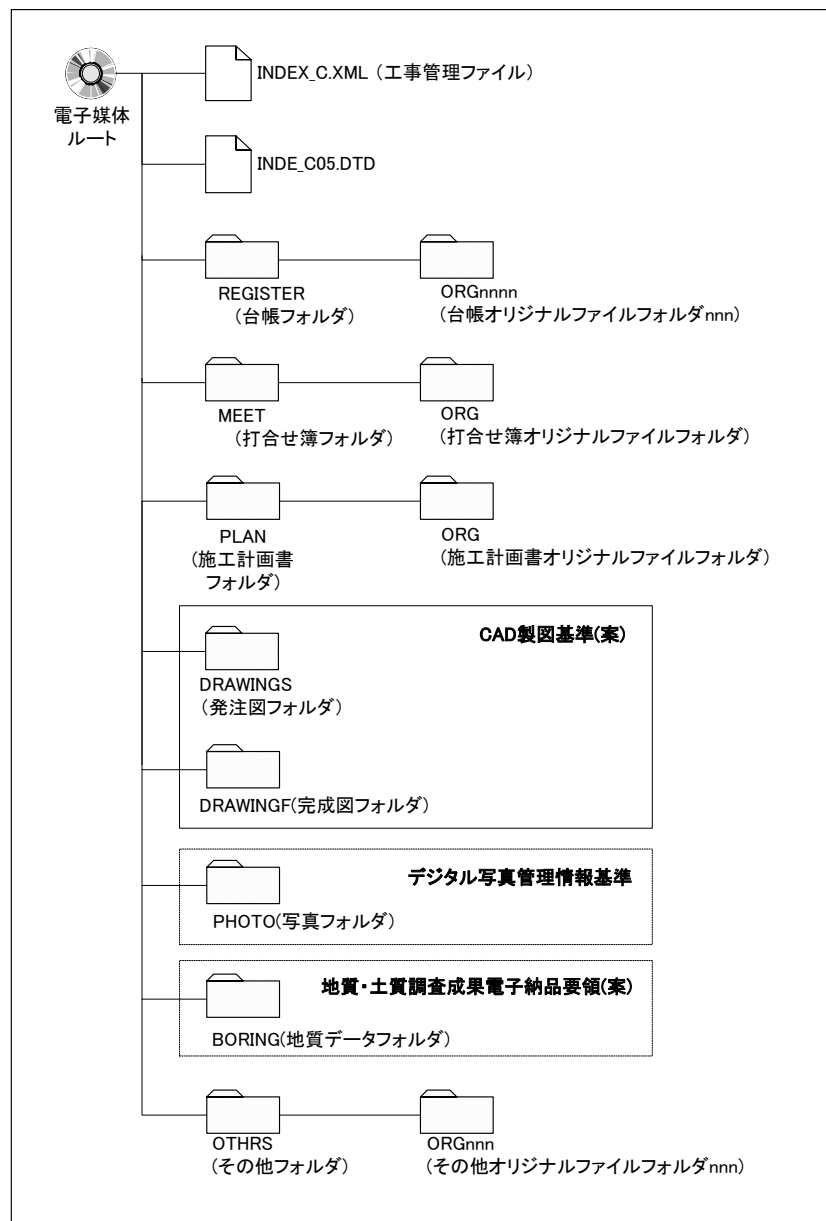 INDEX_C.XML（工事管理ファイル）
電子媒体
ルート
INDE_C05.DTD
REGISTER
（台帳フォルダ）
ORGnnnn
（台帳オリジナルファイルフォルダnnn）
MEET
（打合せ簿フォルダ）
ORG
（打合せ簿オリジナルファイルフォルダ）
PLAN
（施工計画書
フォルダ）
ORG
（施工計画書オリジナルファイルフォルダ）
CAD製図基準(案)
DRAWINGS
（発注図フォルダ）
DRAWINGF(完成図フォルダ）
デジタル写真管理情報基準
PHOTO(写真フォルダ）
地質・土質調査成果電子納品要領(案)
BORING(地質データフォルダ）
OTHRS
（その他フォルダ）
ORGnnn
（その他オリジナルファイルフォルダnnn）